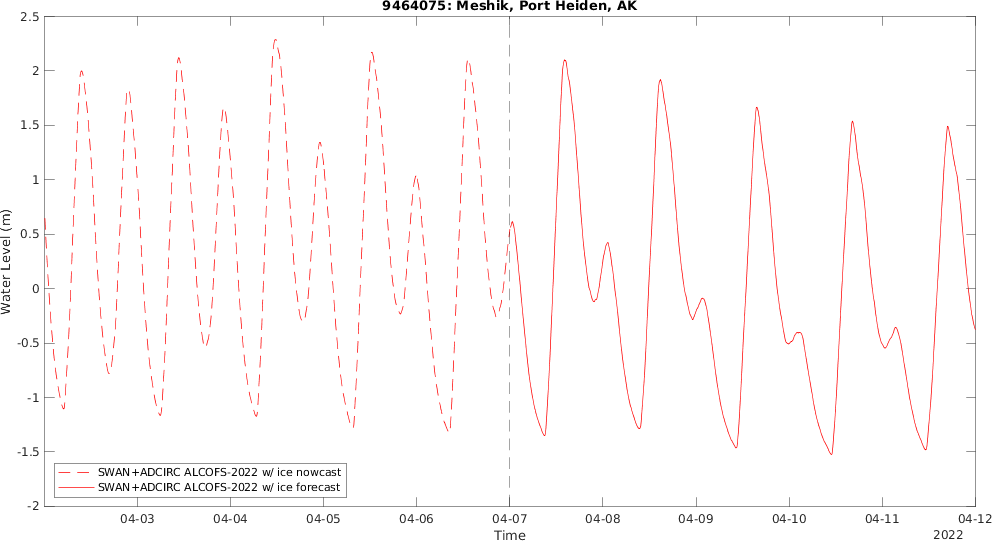 9464075: Meshik, Port Heiden, AK
2.5
2
1.5
1
0.5
0
-0.5
-1
-1.5
-2
Water Level (m)
SWAN+ADCIRC ALCOFS-2022 w/ ice nowcast
SWAN+ADCIRC ALCOFS-2022 w/ ice forecast
04-03 04-04 04-05 04-06 04-07 04-08 04-09 04-10 04-11 04-12
Time
2022